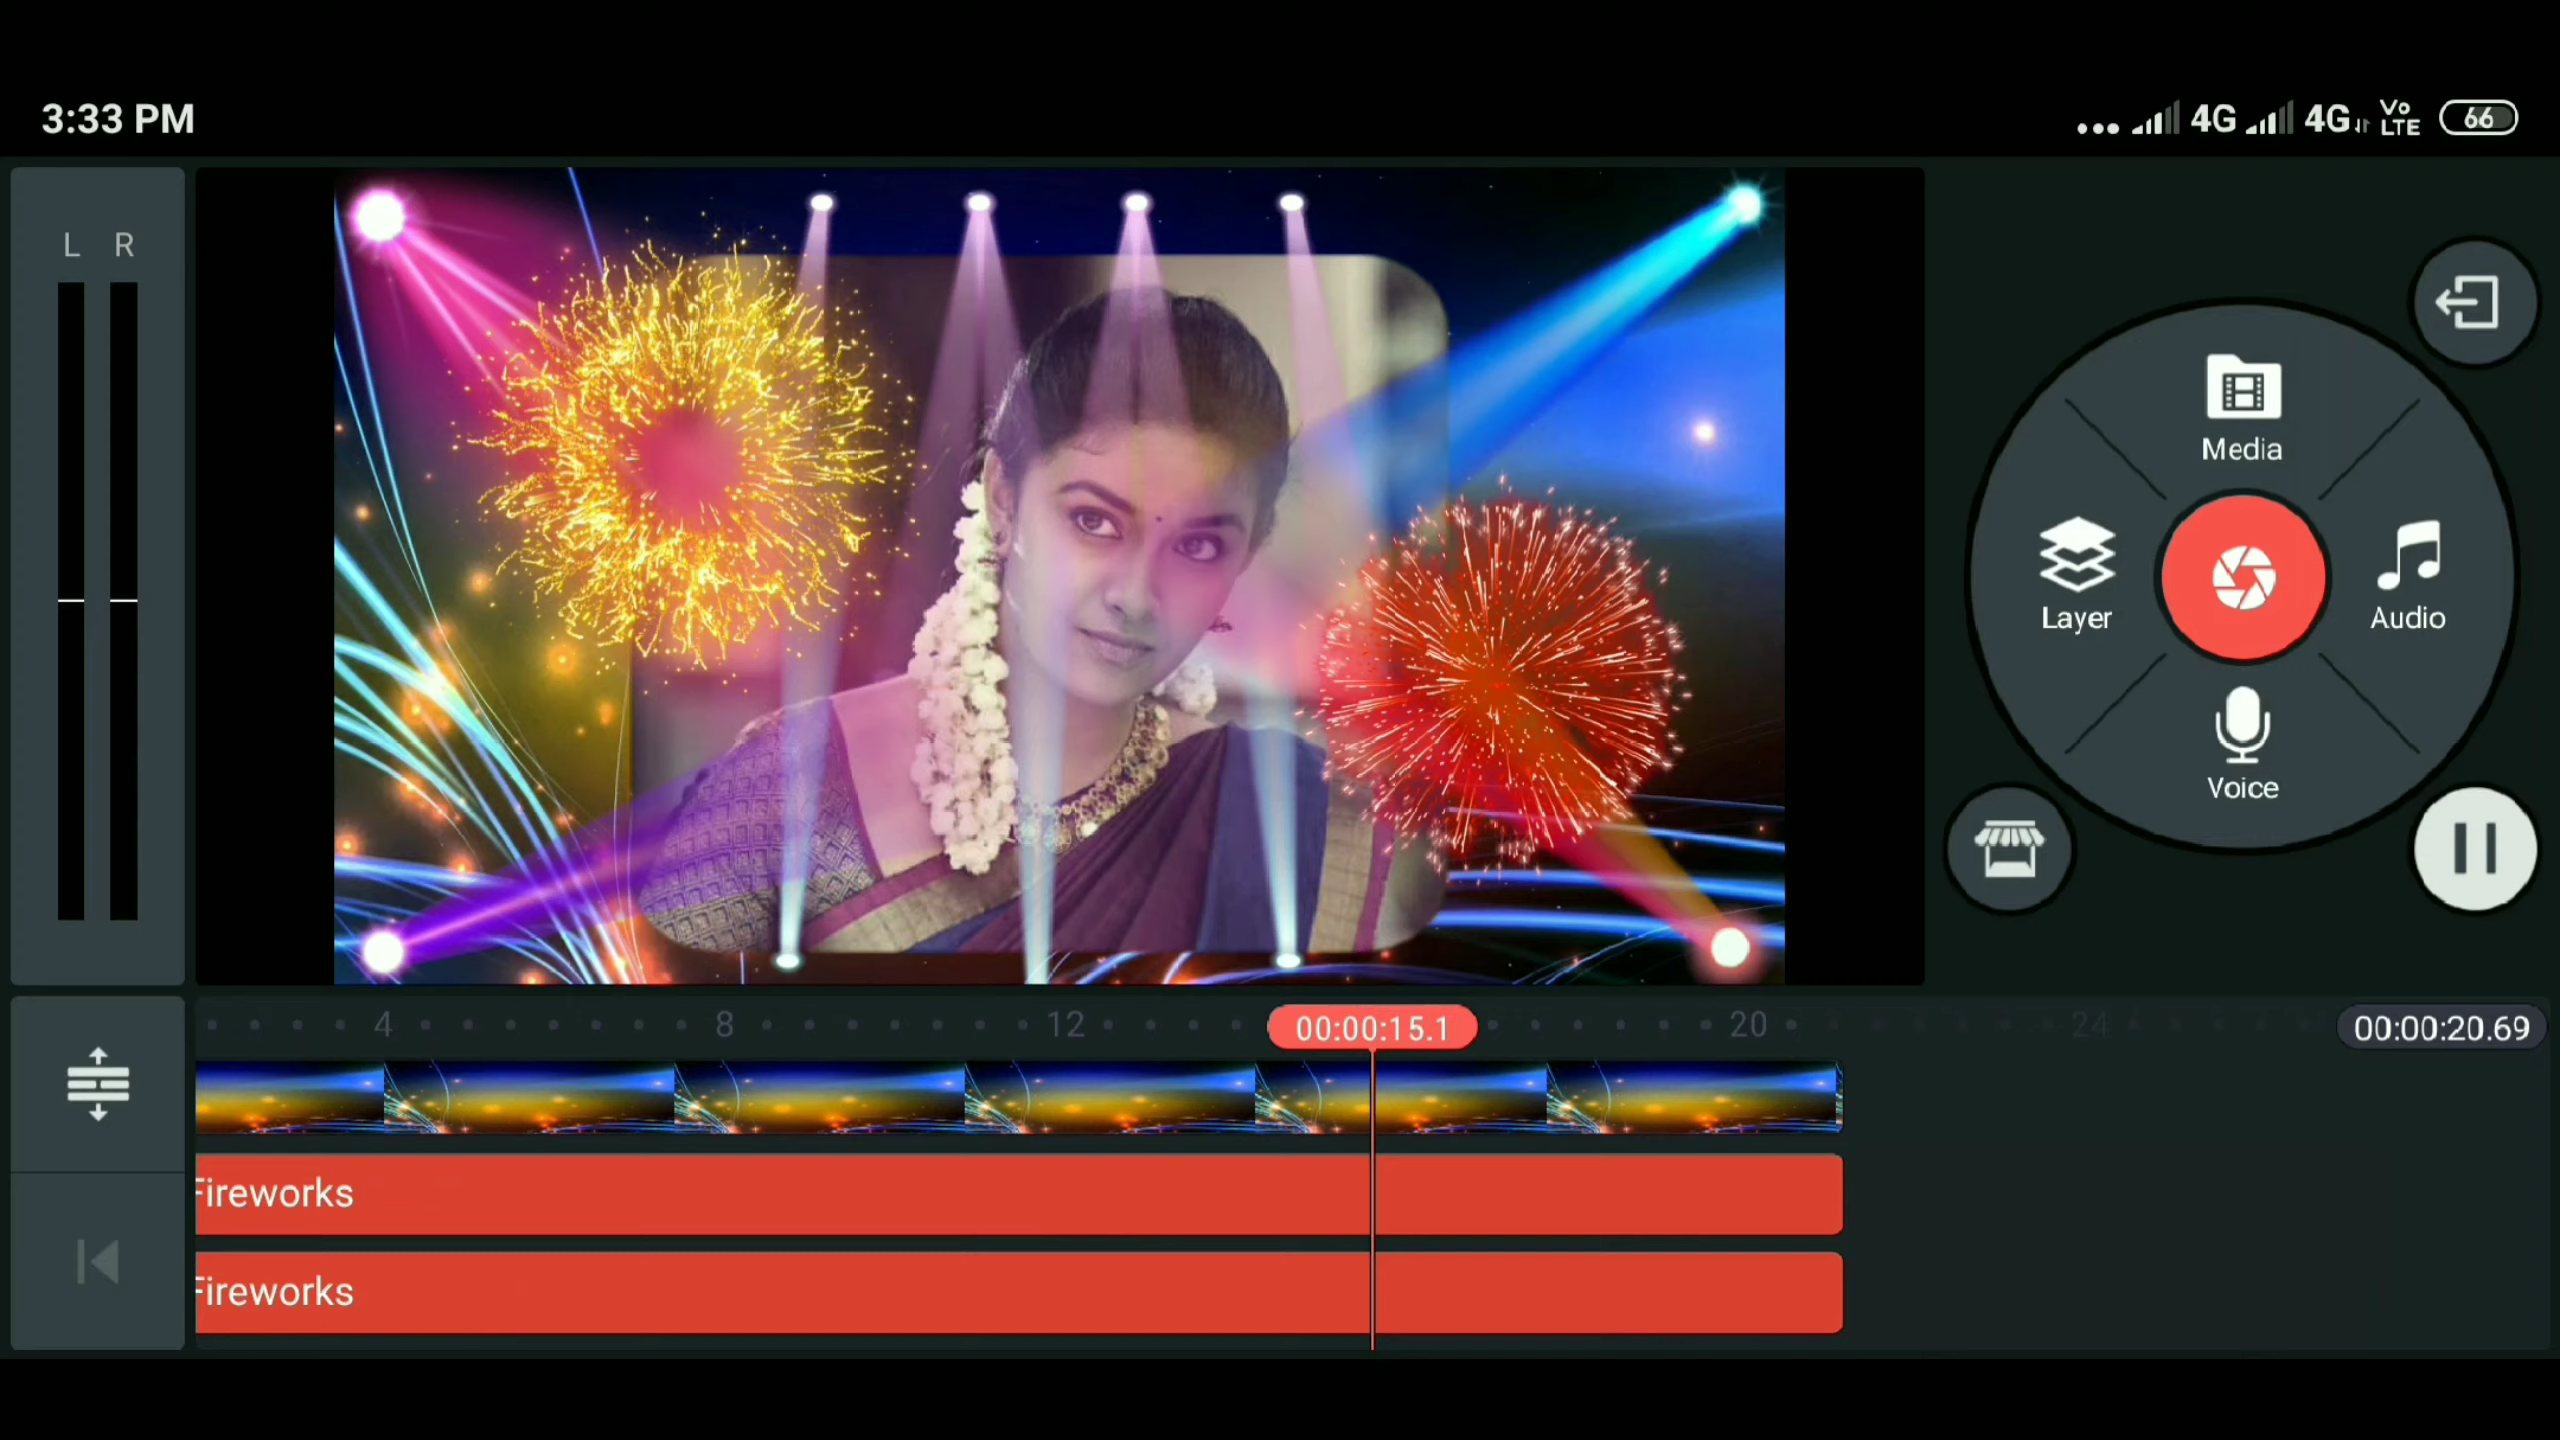 3:33 PM
4G 4G Vo LTE 66
L R
Media
Layer
Audio
Voice
4 8 12 00:00:15.1 20 24 00:00:20.69
Fireworks
Fireworks